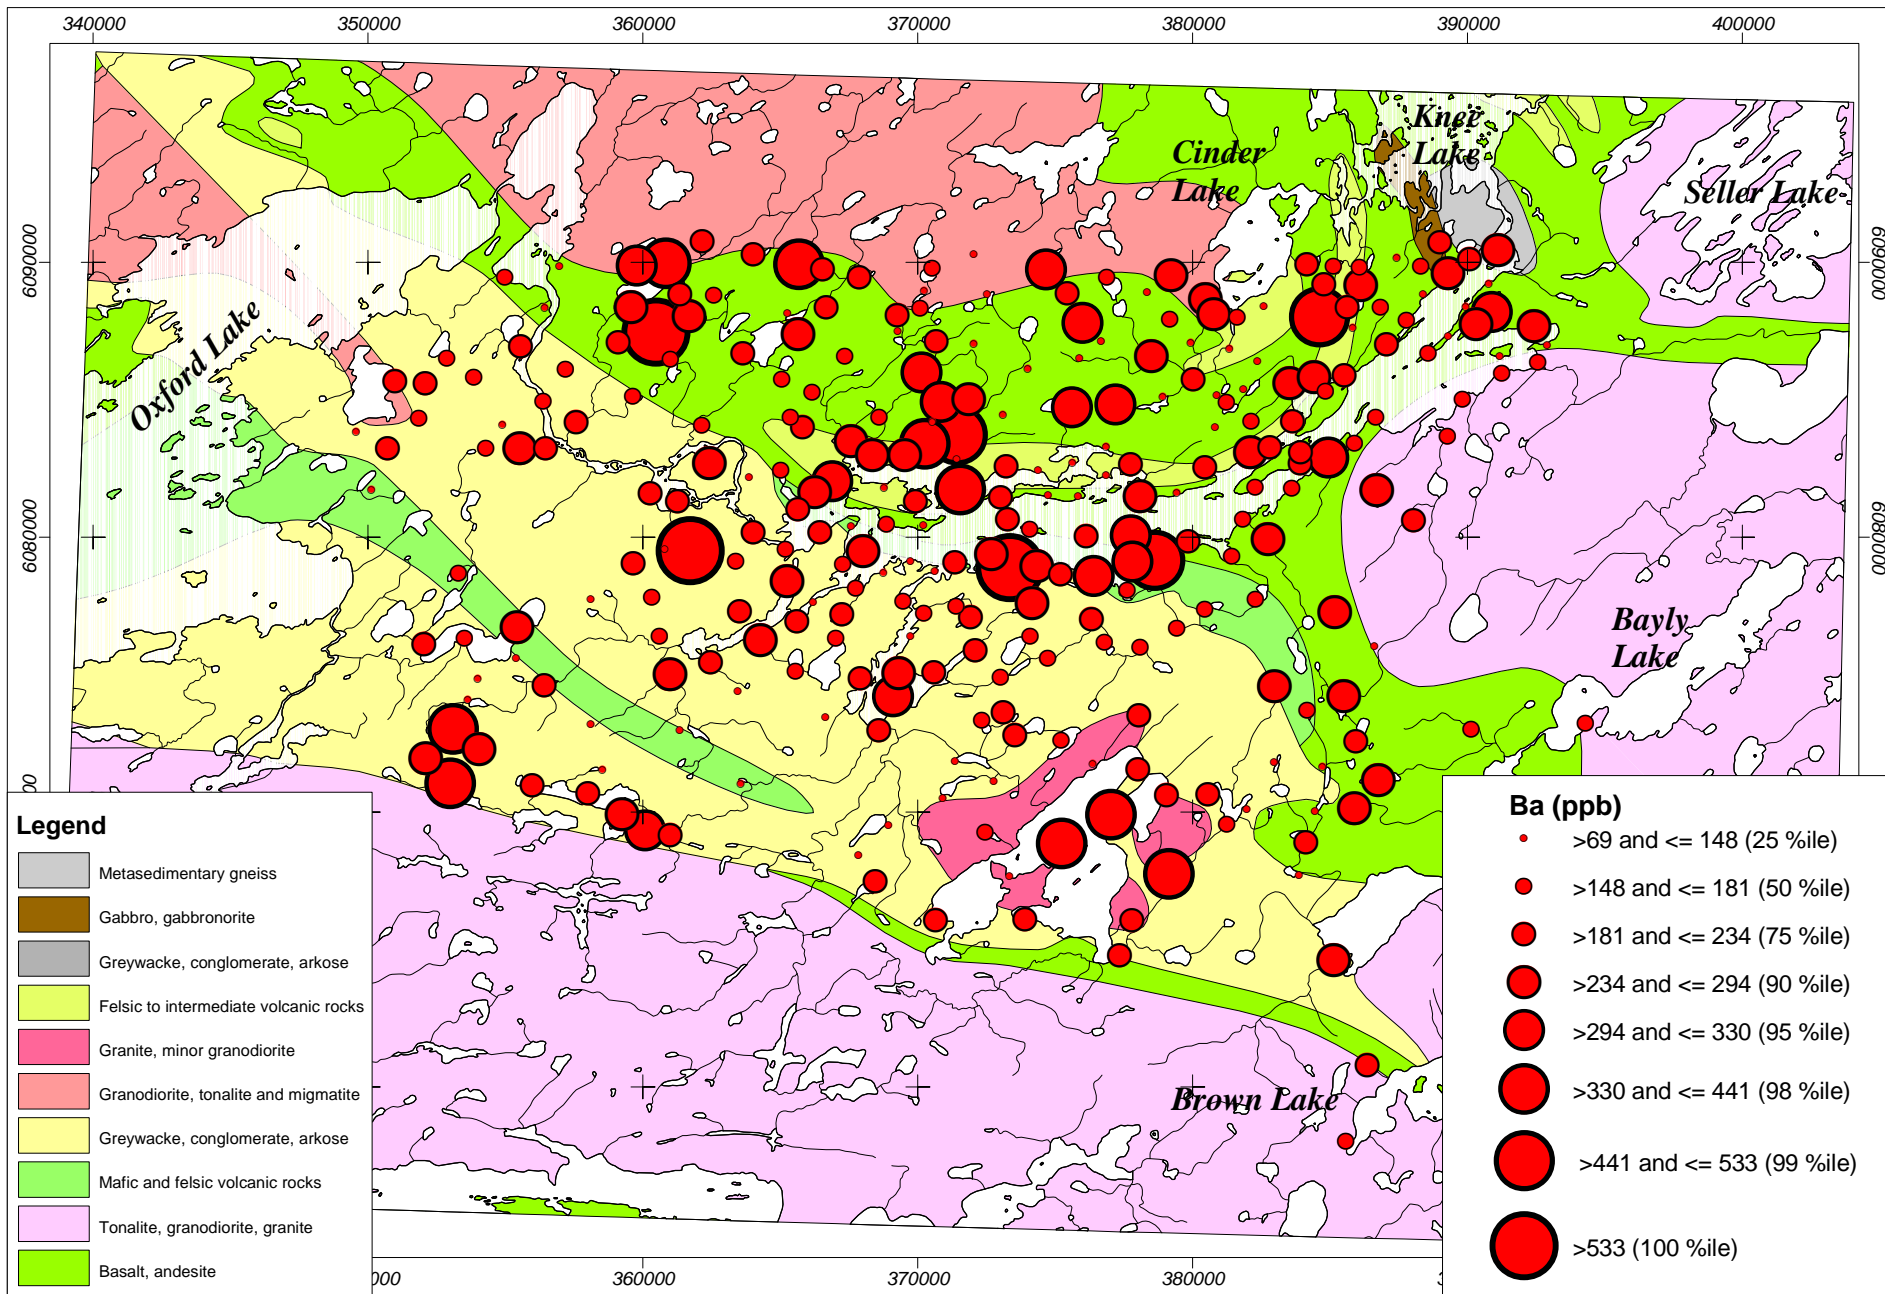 340000 350000 360000 370000 380000 390000 400000
Knee
Lake
Cinder
Lake
Seller Lake
6090000 6090000
Oxford Lake
6080000 6080000
Bayly
Lake
Brown Lake
Legend
Metasedimentary gneiss
Gabbro, gabbronorite
Greywacke, conglomerate, arkose
Felsic to intermediate volcanic rocks
Granite, minor granodiorite
Granodiorite, tonalite and migmatite
Greywacke, conglomerate, arkose
Mafic and felsic volcanic rocks
Tonalite, granodiorite, granite
Basalt, andesite
Ba (ppb)
>69 and <= 148 (25 %ile)
>148 and <= 181 (50 %ile)
>181 and <= 234 (75 %ile)
>234 and <= 294 (90 %ile)
>294 and <= 330 (95 %ile)
>330 and <= 441 (98 %ile)
>441 and <= 533 (99 %ile)
>533 (100 %ile)
360000 370000 380000